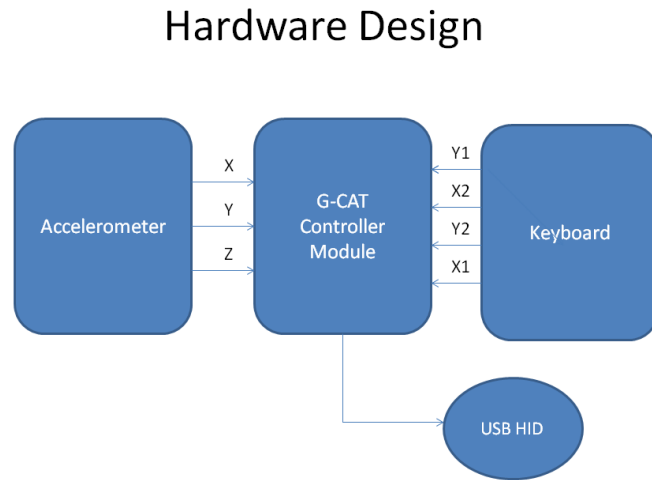 Hardware Design
Accelerometer
X
Y
Z
G-CAT
Controller
Module
Y1
X2
Y2
X1
Keyboard
USB HID